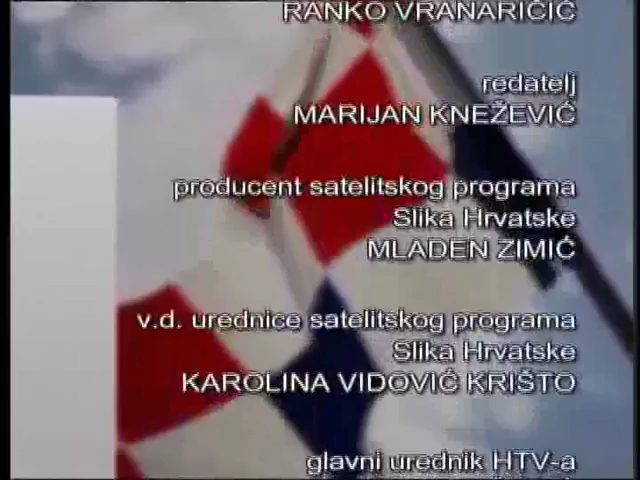 RANKO VRANARIČIĆ
redatelj
MARIJAN KNEŽEVIĆ
producent satelitskog programa
Slika Hrvatske
MLADEN ZIMIĆ
v.d. urednice satelitskog programa
Slika Hrvatske
KAROLINA VIDOVIĆ KRIŠTO
glavni urednik HTV-a